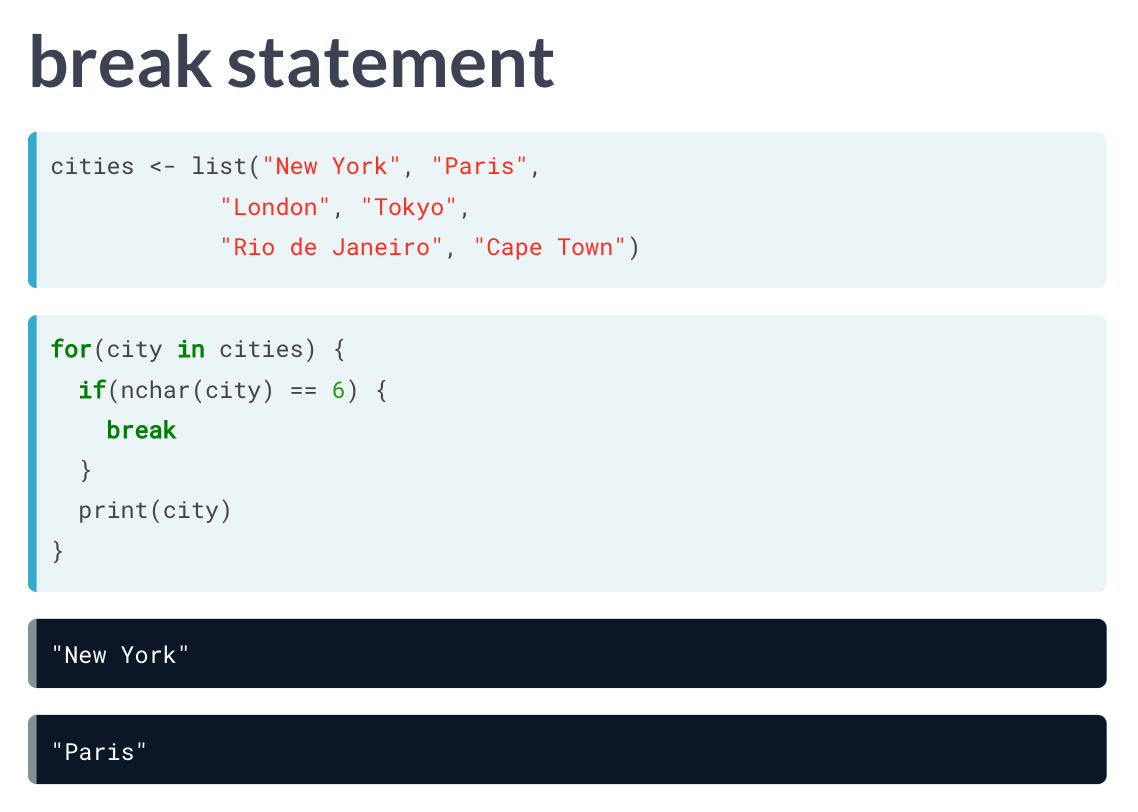 break statement
cities <- list("New York", "Paris",
            "London", "Tokyo",
            "Rio de Janeiro", "Cape Town")
for(city in cities) {
  if(nchar(city) == 6) {
    break
  }
  print(city)
}
"New York"
"Paris"